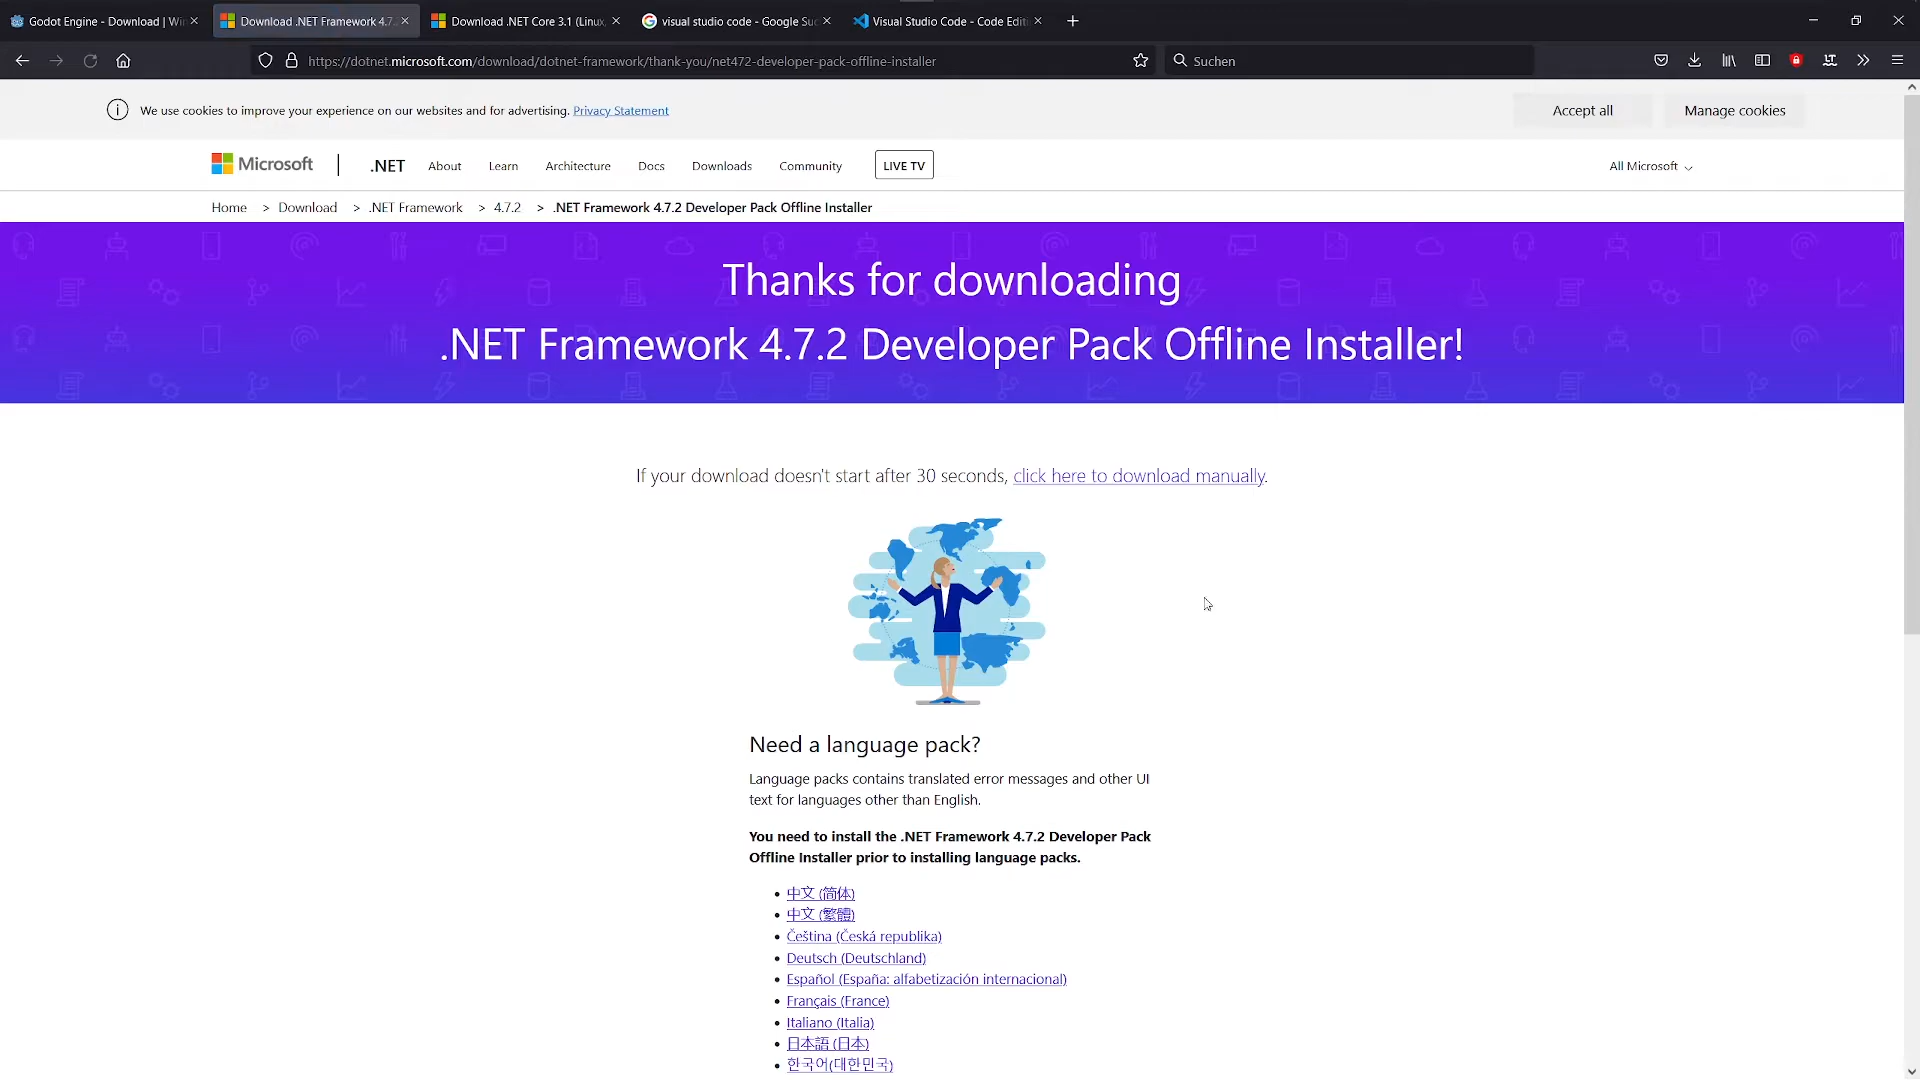 Godot Engine - Download | Win
Download .NET Framework 4.7.
Download .NET Core 3.1 (Linux,
visual studio code - Google Suc
Visual Studio Code - Code Editi
https://dotnet.microsoft.com/download/dotnet-framework/thank-you/net472-developer-pack-offline-installer
Suchen
We use cookies to improve your experience on our websites and for advertising. Privacy Statement
Accept all
Manage cookies
Microsoft
.NET
About
Learn
Architecture
Docs
Downloads
Community
LIVE TV
All Microsoft
Home > Download > .NET Framework > 4.7.2 > .NET Framework 4.7.2 Developer Pack Offline Installer
Thanks for downloading
.NET Framework 4.7.2 Developer Pack Offline Installer!
If your download doesn't start after 30 seconds, click here to download manually.
Need a language pack?
Language packs contains translated error messages and other UI
text for languages other than English.
You need to install the .NET Framework 4.7.2 Developer Pack
Offline Installer prior to installing language packs.
中文 (简体)
中文 (繁體)
Čeština (Česká republika)
Deutsch (Deutschland)
Español (España: alfabetización internacional)
Français (France)
Italiano (Italia)
日本語 (日本)
한국어(대한민국)